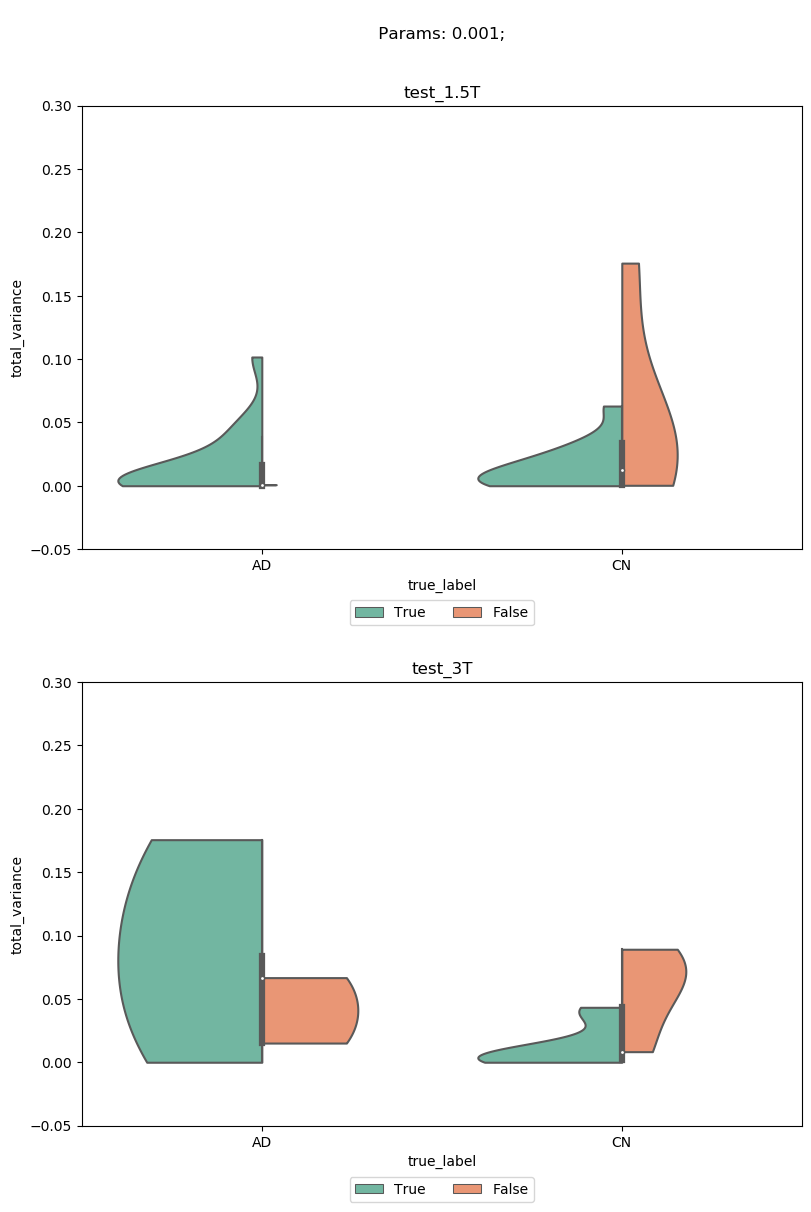 Params: 0.001;
test_1.5T
0.30
0.25
0.20
0.15
0.10
0.05
0.00
−0.05
total_variance
AD CN
true_label
True False
test_3T
0.30
0.25
0.20
0.15
0.10
0.05
0.00
−0.05
total_variance
AD CN
true_label
True False